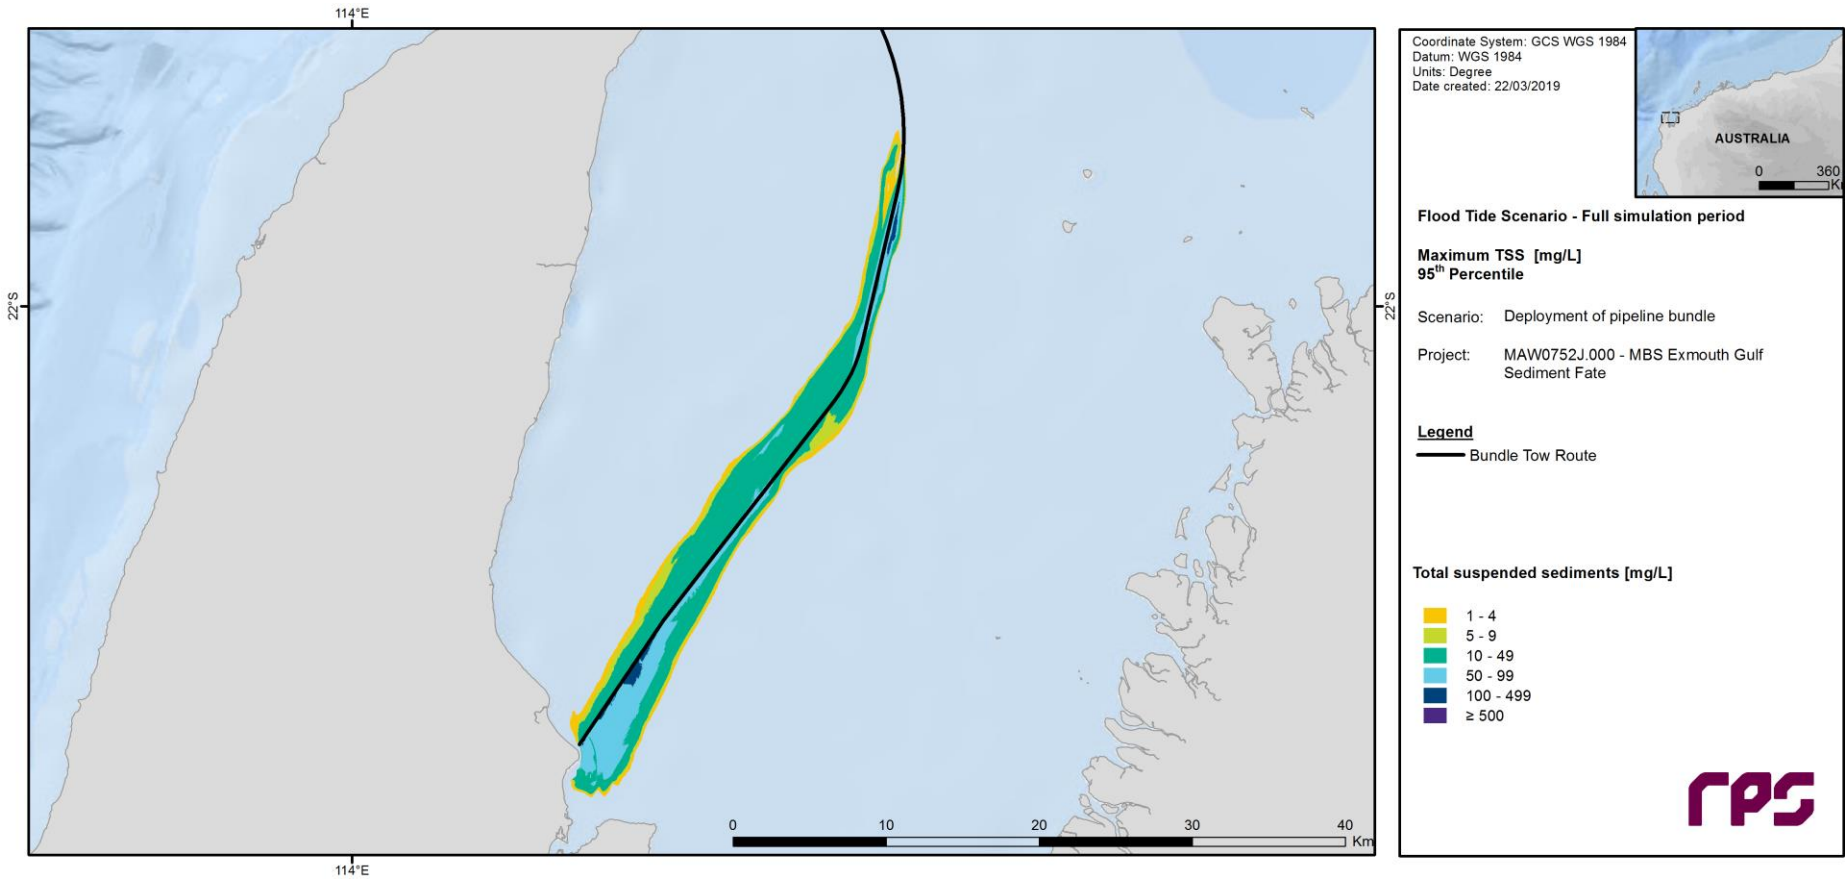 114°E
22°S
22°S
114°E
0 10 20 30 40
Km
Coordinate System: GCS WGS 1984
Datum: WGS 1984
Units: Degree
Date created: 22/03/2019
AUSTRALIA
0 360
Flood Tide Scenario - Full simulation period
Maximum TSS [mg/L]
95th Percentile
Scenario: Deployment of pipeline bundle
Project: MAW0752J.000 - MBS Exmouth Gulf
Sediment Fate
Legend
Bundle Tow Route
Total suspended sediments [mg/L]
1 - 4
5 - 9
10 - 49
50 - 99
100 - 499
≥ 500
rps